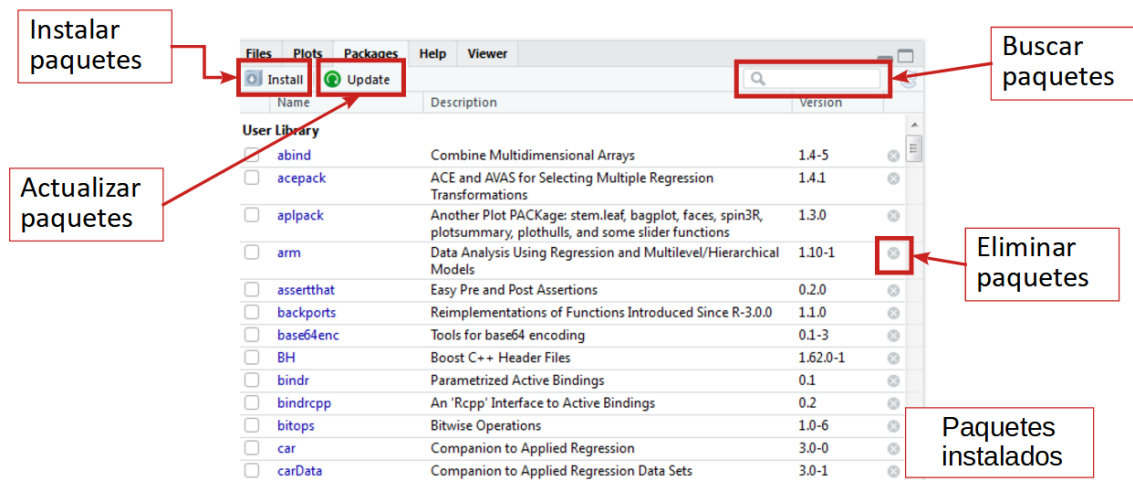 Instalar
paquetes
Buscar
paquetes
Files Plots Packages Help Viewer
Install Update
Name Description Version
User Library
abind Combine Multidimensional Arrays 1.4-5
acepack ACE and AVAS for Selecting Multiple Regression 1.4.1
Transformations
Actualizar
paquetes
aplpack Another Plot PACKage: stem.leaf, bagplot, faces, spin3R, 1.3.0
plotsummary, plothulls, and some slider functions
arm Data Analysis Using Regression and Multilevel/Hierarchical 1.10-1
Models
Eliminar
paquetes
assertthat Easy Pre and Post Assertions 0.2.0
backports Reimplementations of Functions Introduced Since R-3.0.0 1.1.0
base64enc Tools for base64 encoding 0.1-3
BH Boost C++ Header Files 1.62.0-1
bindr Parametrized Active Bindings 0.1
bindrcpp An 'Rcpp' Interface to Active Bindings 0.2
bitops Bitwise Operations 1.0-6
car Companion to Applied Regression 3.0-0
carData Companion to Applied Regression Data Sets 3.0-1
Paquetes
instalados